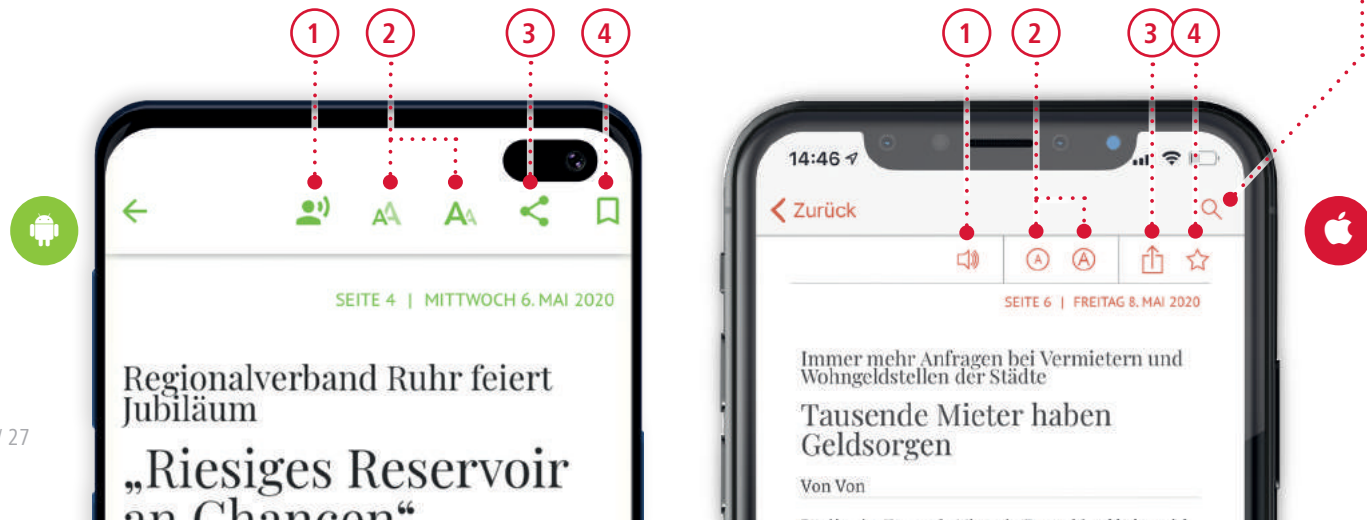 1 2 3 4
SEITE 4 | MITTWOCH 6. MAI 2020
Regionalverband Ruhr feiert
Jubiläum
„Riesiges Reservoir
an Chancen“
27
1 2 3 4
14:46
Zurück
A A
SEITE 6 | FREITAG 8. MAI 2020
Immer mehr Anfragen bei Vermietern und
Wohngeldstellen der Städte
Tausende Mieter haben
Geldsorgen
Von Von